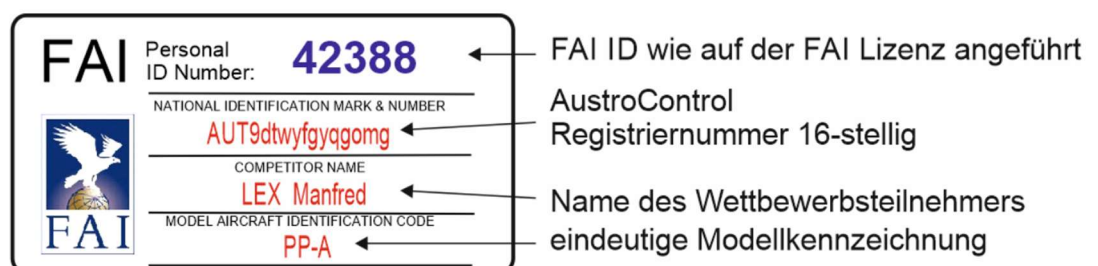 FAI Personal ID Number: 42388
NATIONAL IDENTIFICATION MARK & NUMBER
AUT9dtwyfgyqgomg
COMPETITOR NAME
LEX Manfred
MODEL AIRCRAFT IDENTIFICATION CODE
PP-A
FAI
FAI ID wie auf der FAI Lizenz angeführt
AustroControl
Registriernummer 16-stellig
Name des Wettbewerbsteilnehmers
eindeutige Modellkennzeichnung